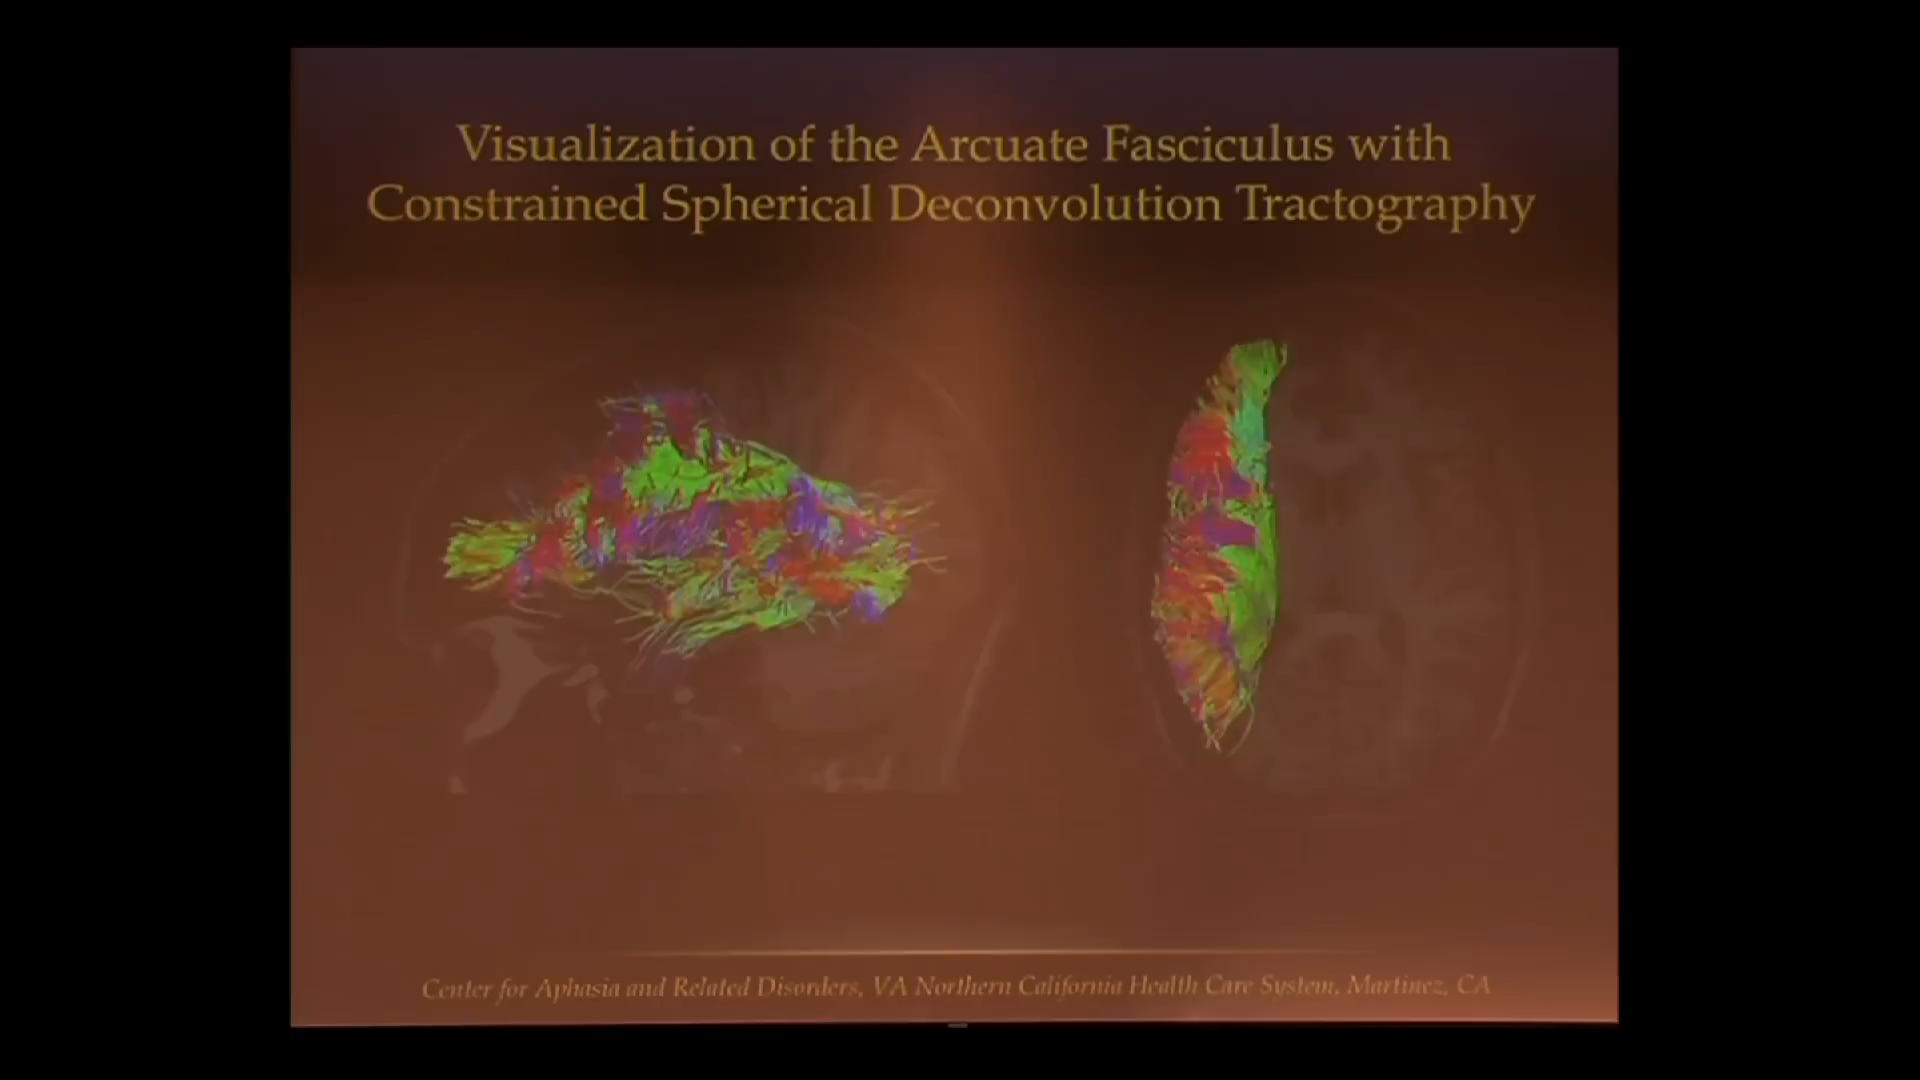 Visualization of the Arcuate Fasciculus with
Constrained Spherical Deconvolution Tractography
Center for Aphasia and Related Disorders, VA Northern California Health Care System, Martinez, CA